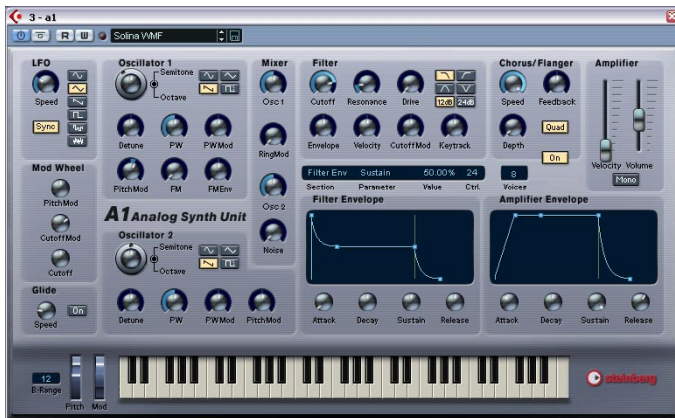 3 - a1
R W Solina WMF
LFO
Speed
Sync
Mod Wheel
PitchMod
CutoffMod
Cutoff
Glide
Speed On
Oscillator 1
Semitone
Octave
Detune PW PWMod
PitchMod FM FMEnv
A1 Analog Synth Unit
Oscillator 2
Semitone
Octave
Detune PW PWMod PitchMod
Mixer
Osc 1
RingMod
Osc 2
Noise
Filter
Cutoff Resonance Drive 12dB 24dB
Envelope Velocity CutoffMod Keytrack
Chorus/Flanger
Speed Feedback
Depth Quad
On
Amplifier
Velocity Volume
Mono
Filter Env Sustain 50.00% 24 8
Section Parameter Value Ctrl. Voices
Filter Envelope
Attack Decay Sustain Release
Amplifier Envelope
Attack Decay Sustain Release
12
B-Range Pitch Mod
steinberg